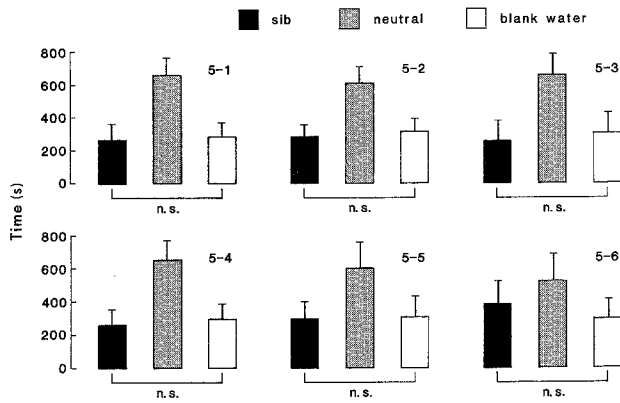 sib neutral blank water
800 600 400 200 0
Time (s)
5-1
n.s.
5-2
n.s.
5-3
n.s.
800 600 400 200 0
5-4
n.s.
5-5
n.s.
5-6
n.s.